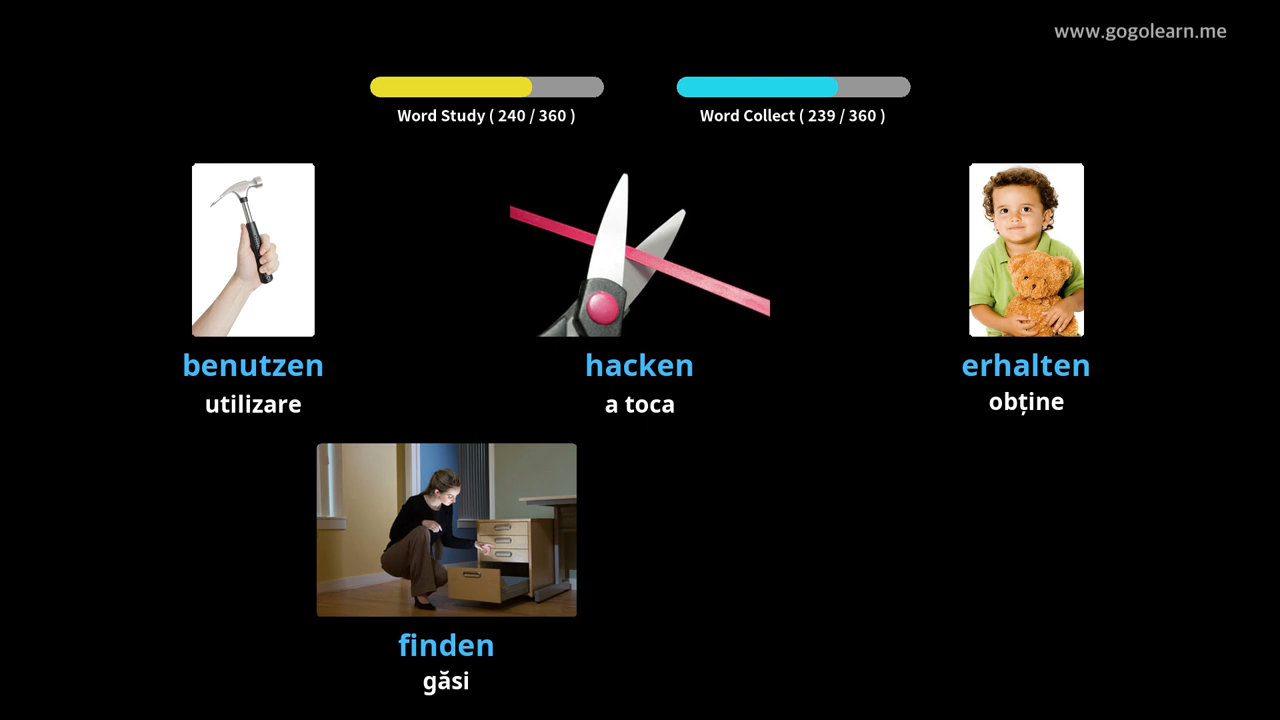 www.gogolearn.me
Word Study ( 240 / 360 )
Word Collect ( 239 / 360 )
benutzen
utilizare
hacken
a toca
erhalten
obține
finden
găsi